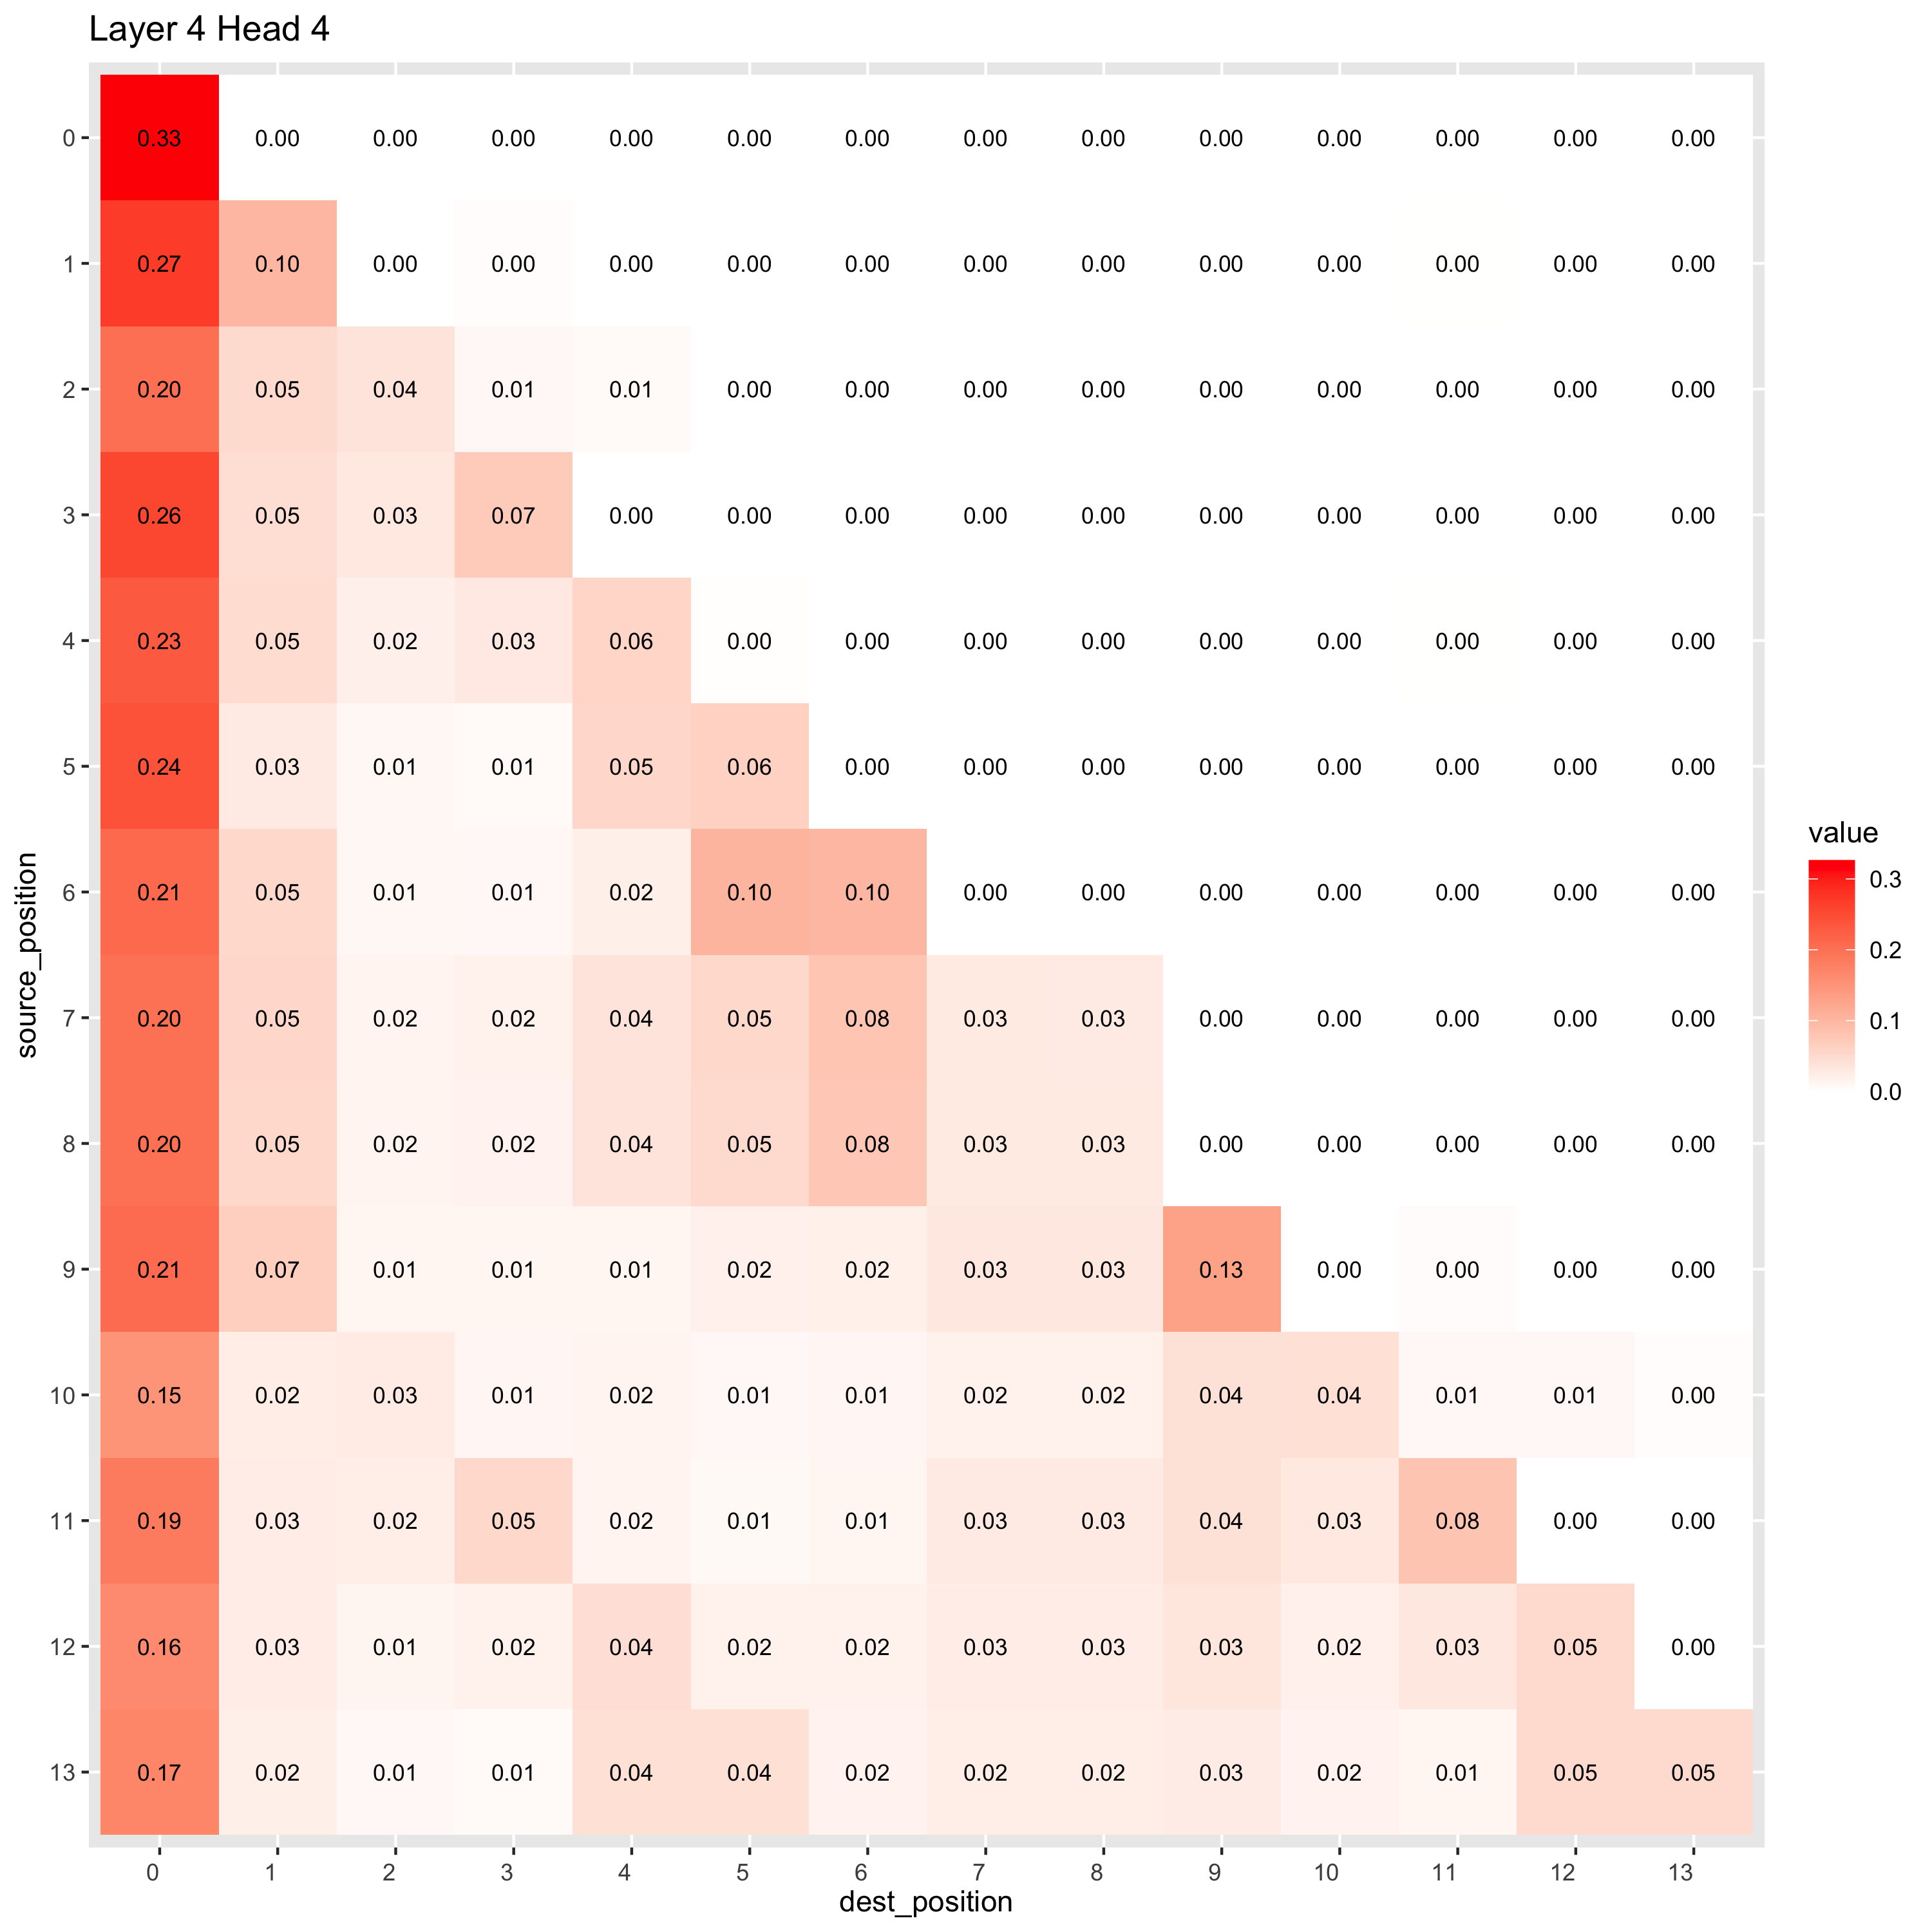 Layer 4 Head 4
0 0.33 0.00 0.00 0.00 0.00 0.00 0.00 0.00 0.00 0.00 0.00 0.00 0.00 0.00
1 0.27 0.10 0.00 0.00 0.00 0.00 0.00 0.00 0.00 0.00 0.00 0.00 0.00 0.00
2 0.20 0.05 0.04 0.01 0.01 0.00 0.00 0.00 0.00 0.00 0.00 0.00 0.00 0.00
3 0.26 0.05 0.03 0.07 0.00 0.00 0.00 0.00 0.00 0.00 0.00 0.00 0.00 0.00
4 0.23 0.05 0.02 0.03 0.06 0.00 0.00 0.00 0.00 0.00 0.00 0.00 0.00 0.00
5 0.24 0.03 0.01 0.01 0.05 0.06 0.00 0.00 0.00 0.00 0.00 0.00 0.00 0.00
6 0.21 0.05 0.01 0.01 0.02 0.10 0.10 0.00 0.00 0.00 0.00 0.00 0.00 0.00
7 0.20 0.05 0.02 0.02 0.04 0.05 0.08 0.03 0.03 0.00 0.00 0.00 0.00 0.00
8 0.20 0.05 0.02 0.02 0.04 0.05 0.08 0.03 0.03 0.00 0.00 0.00 0.00 0.00
9 0.21 0.07 0.01 0.01 0.01 0.02 0.02 0.03 0.03 0.13 0.00 0.00 0.00 0.00
10 0.15 0.02 0.03 0.01 0.02 0.01 0.01 0.02 0.02 0.04 0.04 0.01 0.01 0.00
11 0.19 0.03 0.02 0.05 0.02 0.01 0.01 0.03 0.03 0.04 0.03 0.08 0.00 0.00
12 0.16 0.03 0.01 0.02 0.04 0.02 0.02 0.03 0.03 0.03 0.02 0.03 0.05 0.00
13 0.17 0.02 0.01 0.01 0.04 0.04 0.02 0.02 0.02 0.03 0.02 0.01 0.05 0.05
0 1 2 3 4 5 6 7 8 9 10 11 12 13
dest_position
source_position
value
0.3
0.2
0.1
0.0